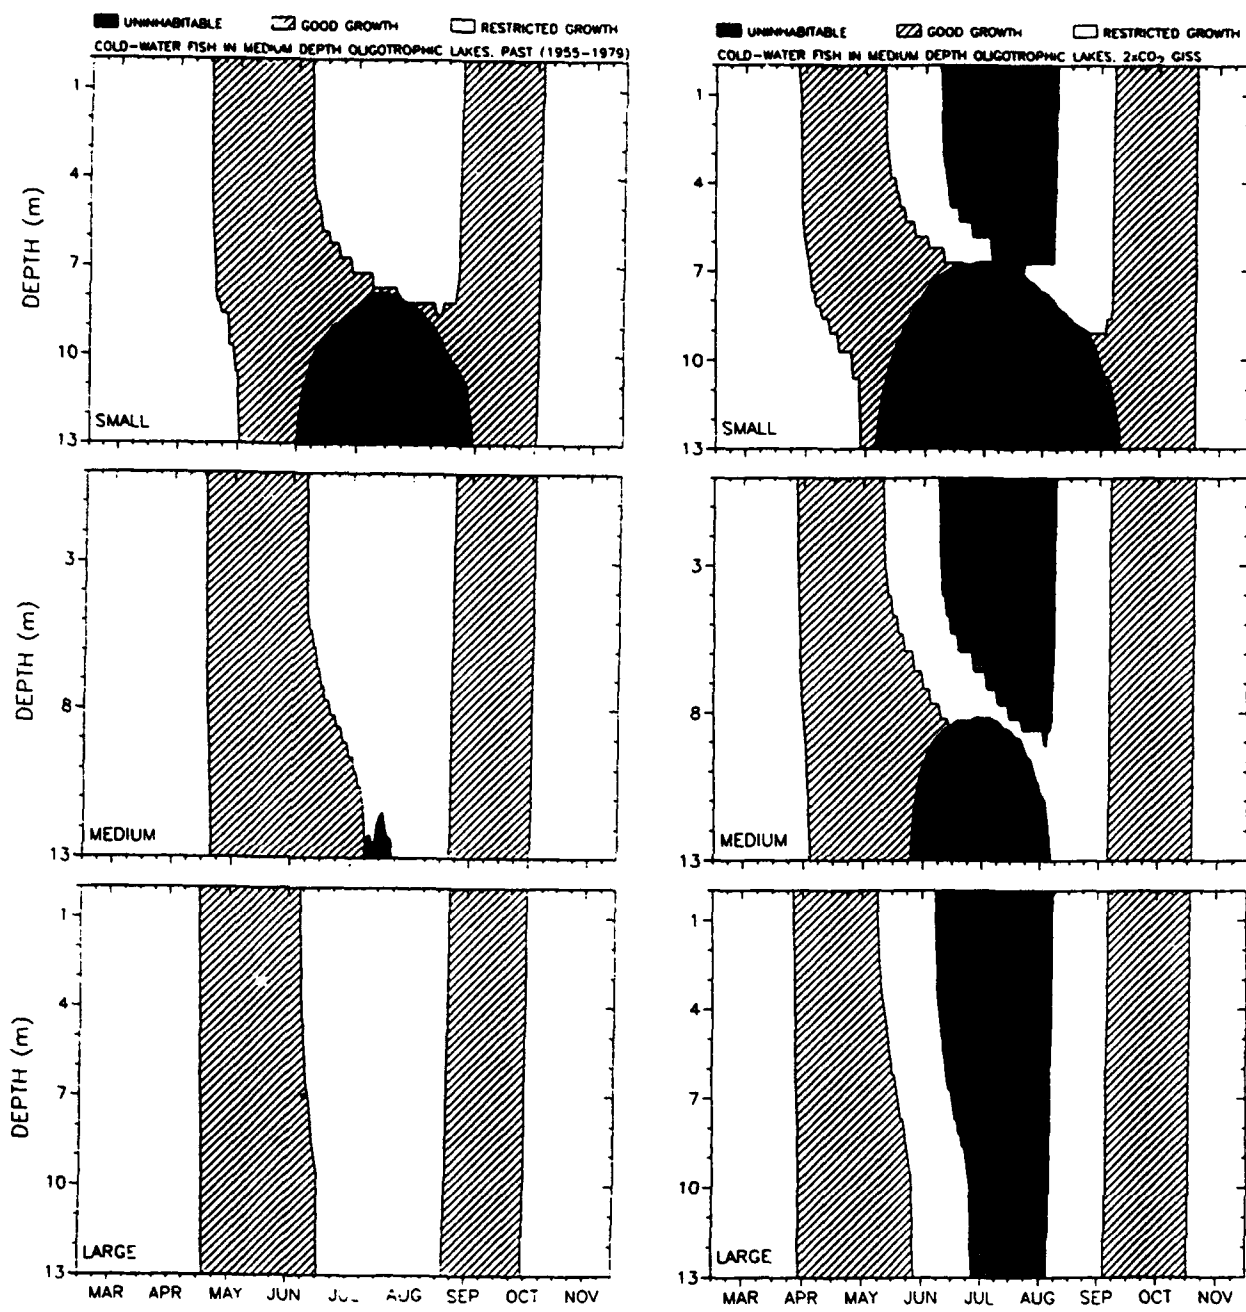 UNINHABITABLE GOOD GROWTH RESTRICTED GROWTH
COLD-WATER FISH IN MEDIUM DEPTH OLIGOTROPHIC LAKES. PAST (1955-1979)
1
4
7
10
13
DEPTH (m)
SMALL
3
8
13
DEPTH (m)
MEDIUM
1
4
7
10
13
DEPTH (m)
LARGE
MAR APR MAY JUN AUG SEP OCT NOV
UNINHABITABLE GOOD GROWTH RESTRICTED GROWTH
COLD-WATER FISH IN MEDIUM DEPTH OLIGOTROPHIC LAKES. 2xCO2 GISS
1
4
7
10
13
SMALL
3
8
13
MEDIUM
1
4
7
10
13
LARGE
MAR APR MAY JUN JUL AUG SEP OCT NOV